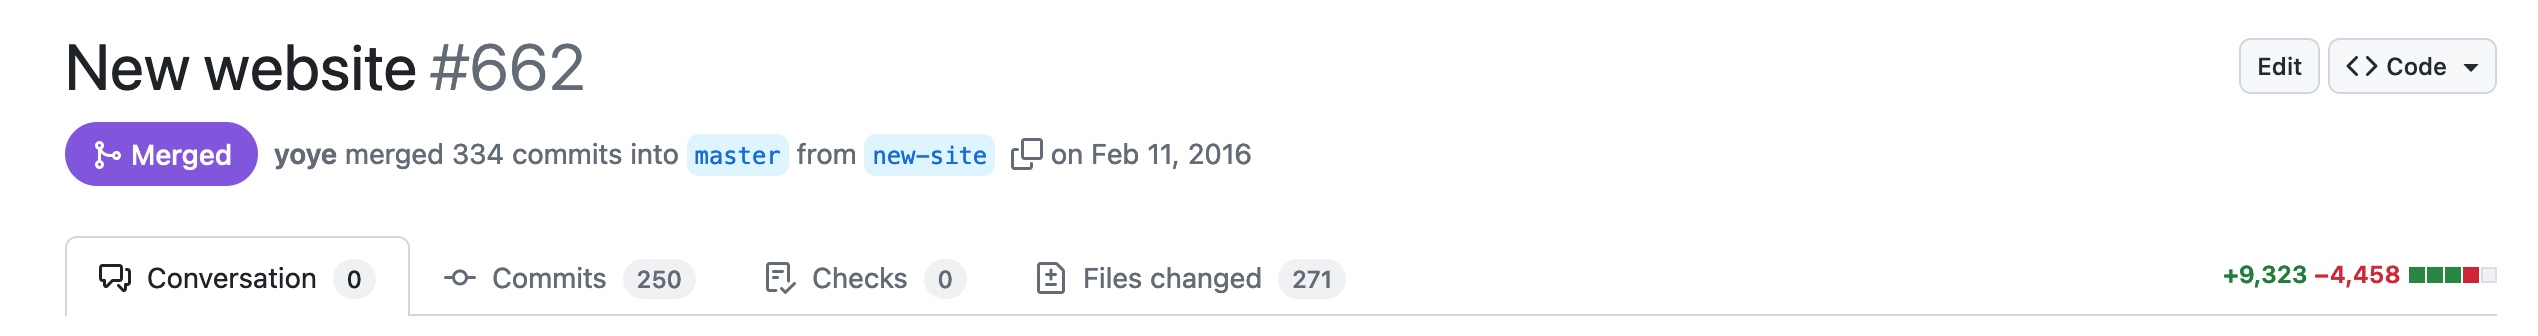 New website #662
Edit
Code
Merged
yoye merged 334 commits into master from new-site on Feb 11, 2016
Conversation 0
Commits 250
Checks 0
Files changed 271
+9,323 −4,458